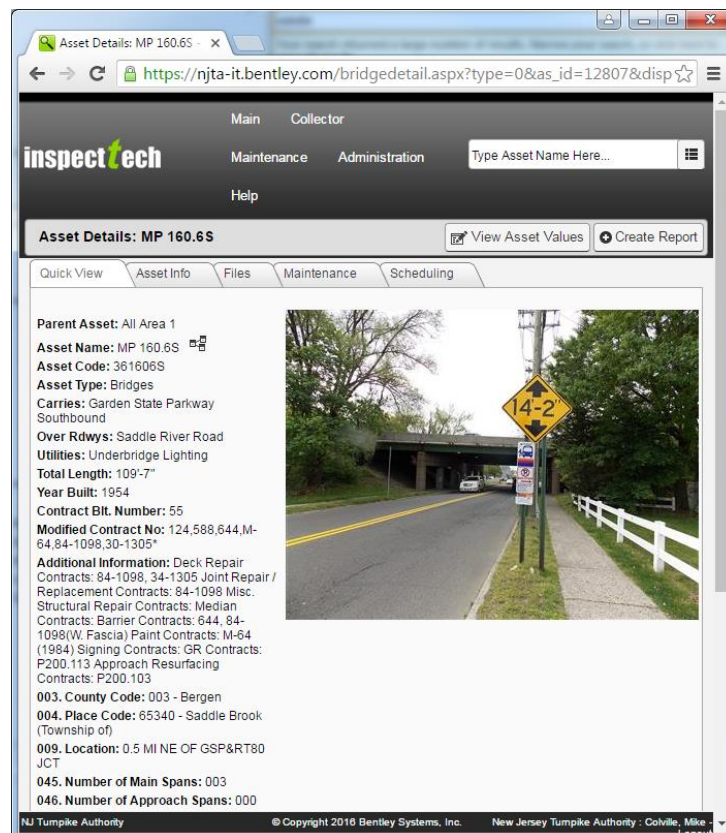 Asset Details: MP 160.6S -
https://njta-it.bentley.com/bridgedetail.aspx?type=0&as_id=12807&disp
Main Collector
inspecttech
Maintenance Administration
Type Asset Name Here...
Help
Asset Details: MP 160.6S
View Asset Values
Create Report
Quick View
Asset Info
Files
Maintenance
Scheduling
Parent Asset: All Area 1
Asset Name: MP 160.6S
Asset Code: 361606S
Asset Type: Bridges
Carries: Garden State Parkway
Southbound
Over Rdwys: Saddle River Road
Utilities: Underbridge Lighting
Total Length: 109'-7"
Year Built: 1954
Contract Blt. Number: 55
Modified Contract No: 124,588,644,M-
64,84-1098,30-1305*
Additional Information: Deck Repair
Contracts: 84-1098, 34-1305 Joint Repair /
Replacement Contracts: 84-1098 Misc.
Structural Repair Contracts: Median
Contracts: Barrier Contracts: 644, 84-
1098(W. Fascia) Paint Contracts: M-64
(1984) Signing Contracts: GR Contracts:
P200.113 Approach Resurfacing
Contracts: P200.103
003. County Code: 003 - Bergen
004. Place Code: 65340 - Saddle Brook
(Township of)
009. Location: 0.5 MI NE OF GSP&RT80
JCT
045. Number of Main Spans: 003
046. Number of Approach Spans: 000
14'-2"
NJ Turnpike Authority
© Copyright 2016 Bentley Systems, Inc.
New Jersey Turnpike Authority : Colville, Mike -